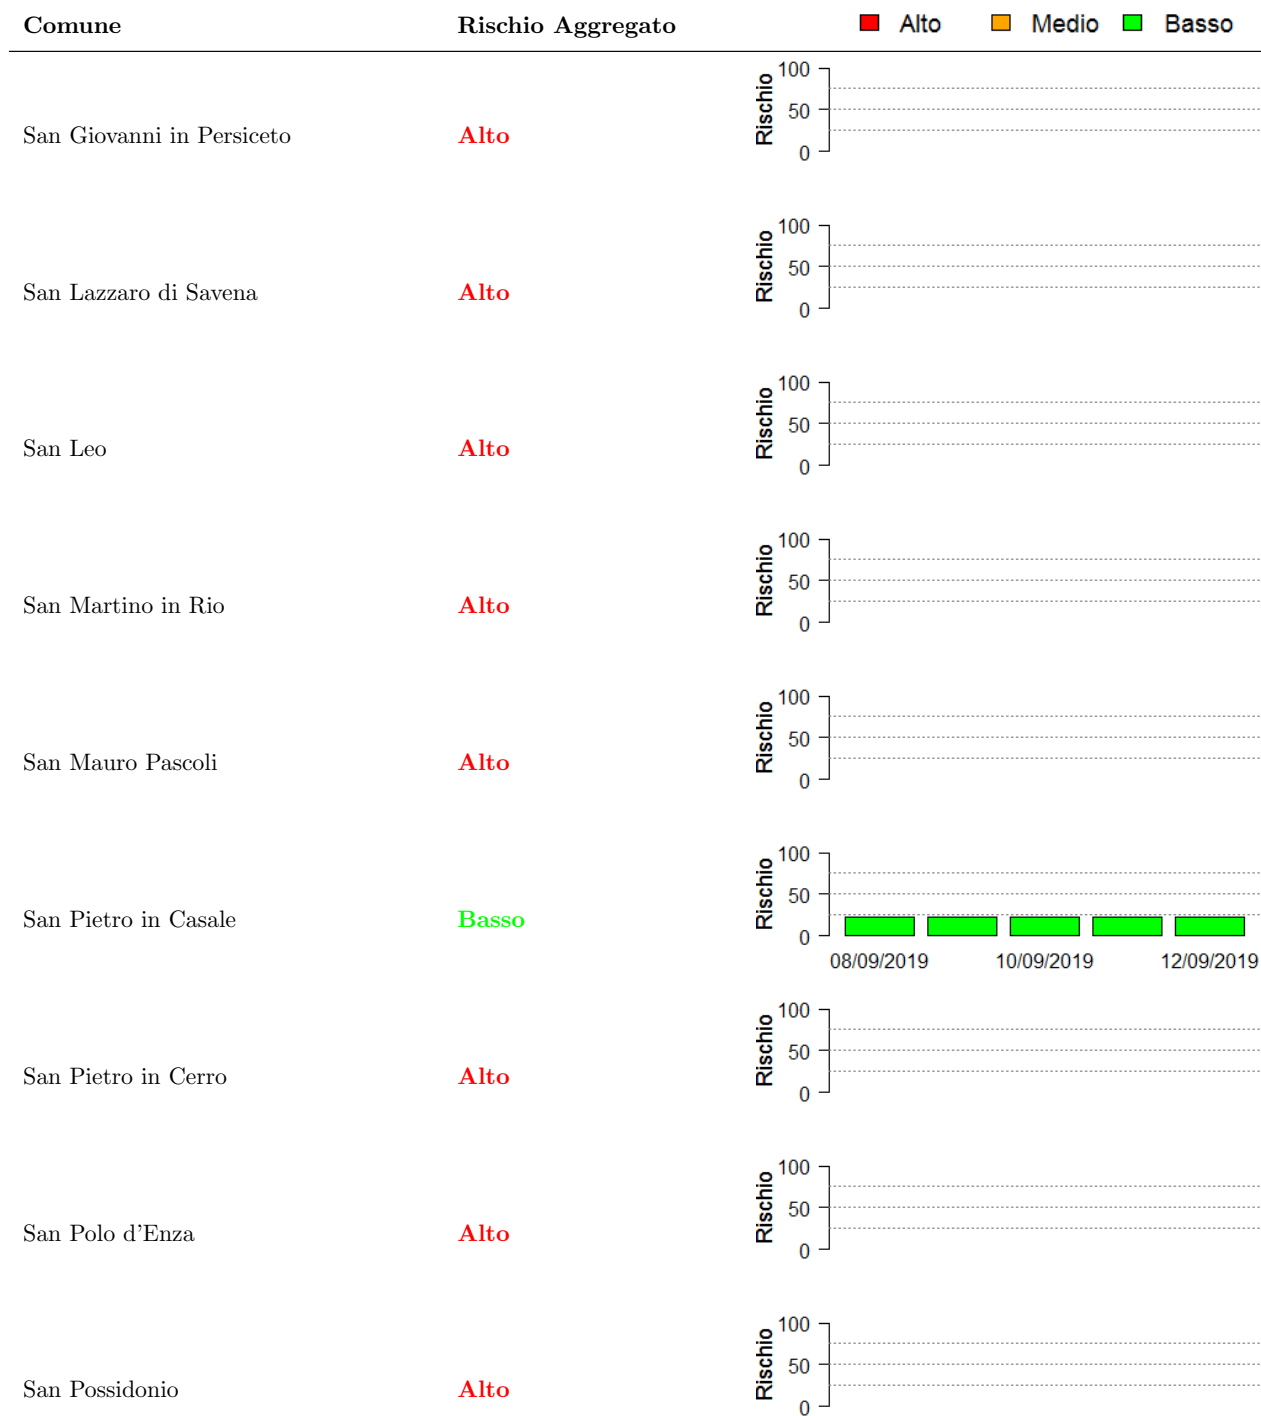 Comune Rischio Aggregato Alto Medio Basso
100
50
0
Rischio
San Giovanni in Persiceto Alto
100
50
0
Rischio
San Lazzaro di Savena Alto
100
50
0
Rischio
San Leo Alto
100
50
0
Rischio
San Martino in Rio Alto
100
50
0
Rischio
San Mauro Pascoli Alto
100
50
0
Rischio
San Pietro in Casale Basso
08/09/2019 10/09/2019 12/09/2019
100
50
0
Rischio
San Pietro in Cerro Alto
100
50
0
Rischio
San Polo d'Enza Alto
100
50
0
Rischio
San Possidonio Alto